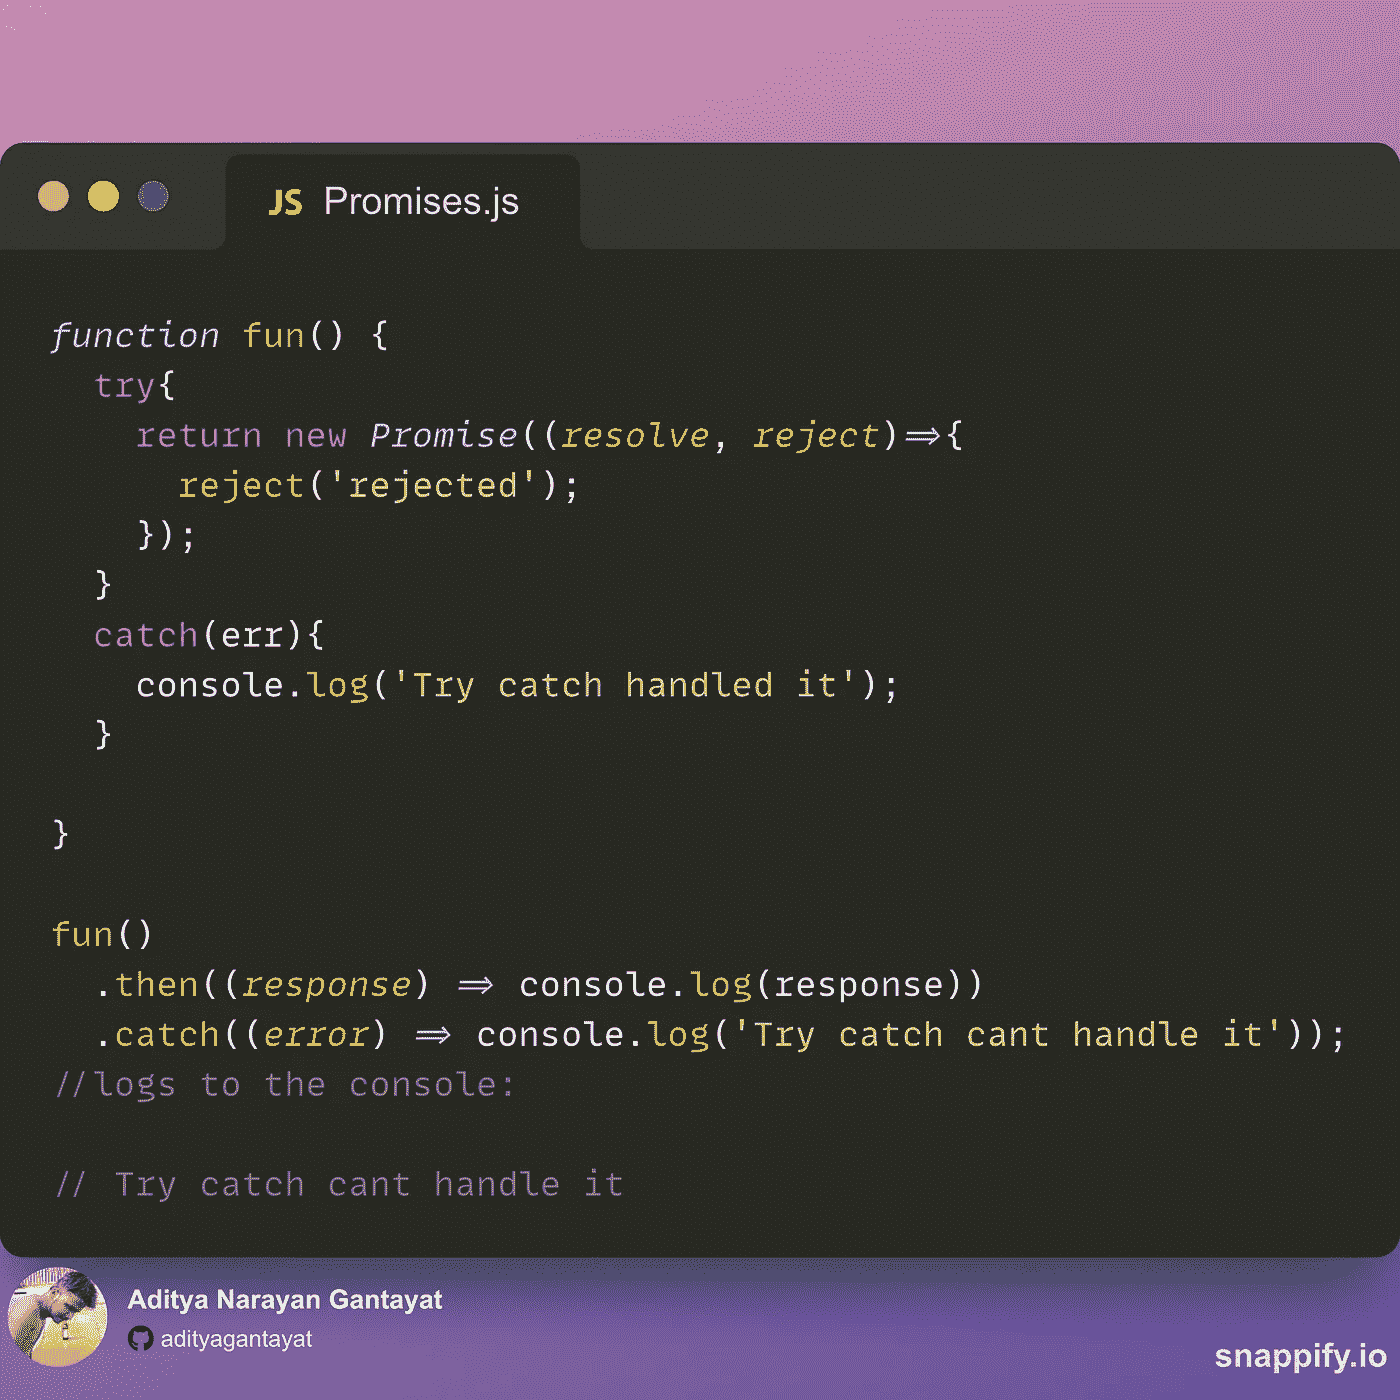 JS Promises.js
function fun() {
  try{
    return new Promise((resolve, reject)=>{
      reject('rejected');
    });
  }
  catch(err){
    console.log('Try catch handled it');
  }
}
fun()
  .then((response) => console.log(response))
  .catch((error) => console.log('Try catch cant handle it'));
//logs to the console:
// Try catch cant handle it
Aditya Narayan Gantayat
adityagantayat
snappify.io